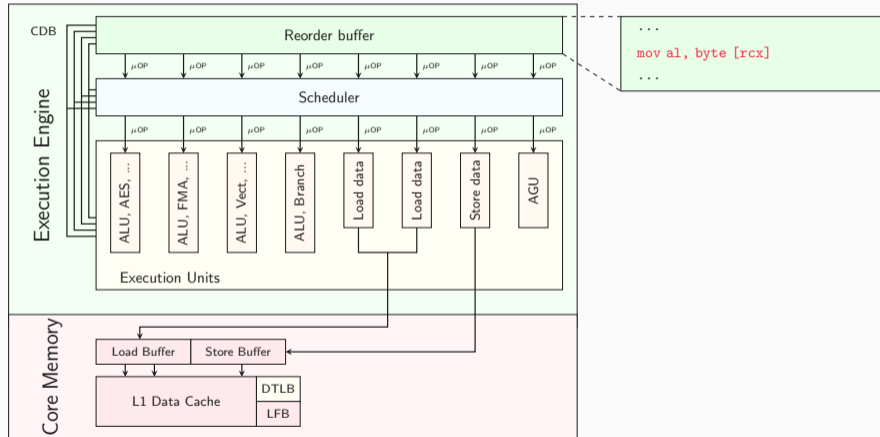 CDB
Reorder buffer
...
mov al, byte [rcx]
...
μOP μOP μOP μOP μOP μOP μOP μOP
Scheduler
μOP μOP μOP μOP μOP μOP μOP μOP
Execution Engine
ALU, AES, ...
ALU, FMA, ...
ALU, Vect, ...
ALU, Branch
Load data
Load data
Store data
AGU
Execution Units
Core Memory
Load Buffer
Store Buffer
L1 Data Cache
DTLB
LFB